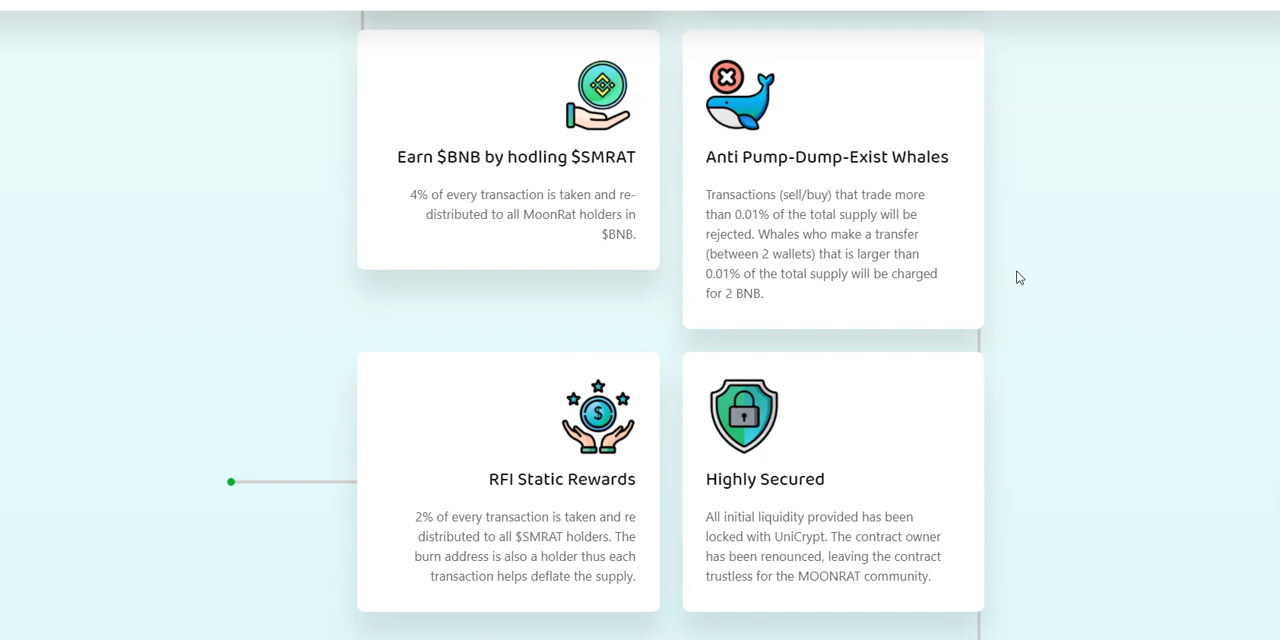 Earn $BNB by hodling $SMRAT
4% of every transaction is taken and re-
distributed to all MoonRat holders in
$BNB.
Anti Pump-Dump-Exist Whales
Transactions (sell/buy) that trade more
than 0.01% of the total supply will be
rejected. Whales who make a transfer
(between 2 wallets) that is larger than
0.01% of the total supply will be charged
for 2 BNB.
RFI Static Rewards
2% of every transaction is taken and re
distributed to all $SMRAT holders. The
burn address is also a holder thus each
transaction helps deflate the supply.
Highly Secured
All initial liquidity provided has been
locked with UniCrypt. The contract owner
has been renounced, leaving the contract
trustless for the MOONRAT community.